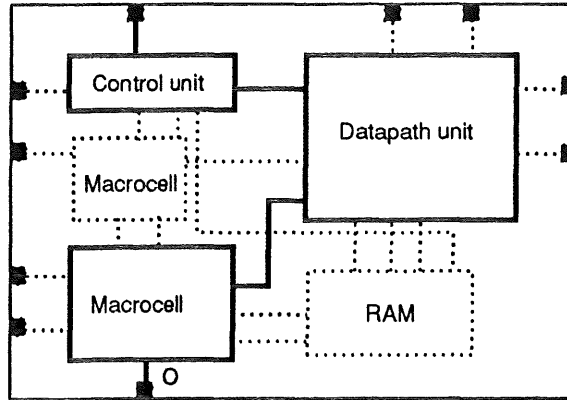 Control unit
Datapath unit
Macrocell
Macrocell
RAM
O